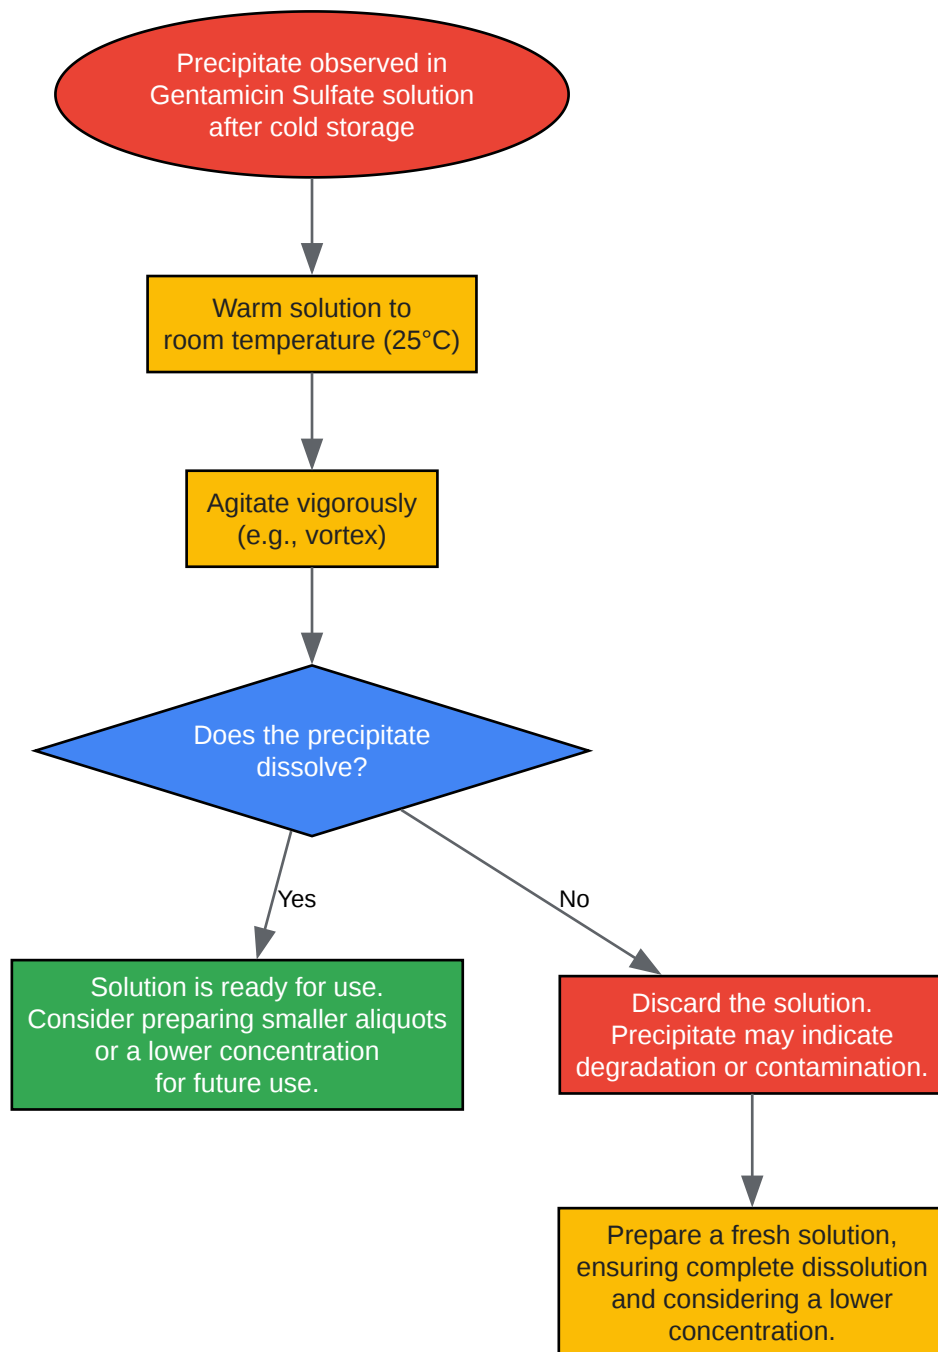 Precipitate observed in
Gentamicin Sulfate solution
after cold storage
Warm solution to
room temperature (25°C)
Agitate vigorously
(e.g., vortex)
Does the precipitate
dissolve?
Yes
No
Solution is ready for use.
Consider preparing smaller aliquots
or a lower concentration
for future use.
Discard the solution.
Precipitate may indicate
degradation or contamination.
Prepare a fresh solution,
ensuring complete dissolution
and considering a lower
concentration.